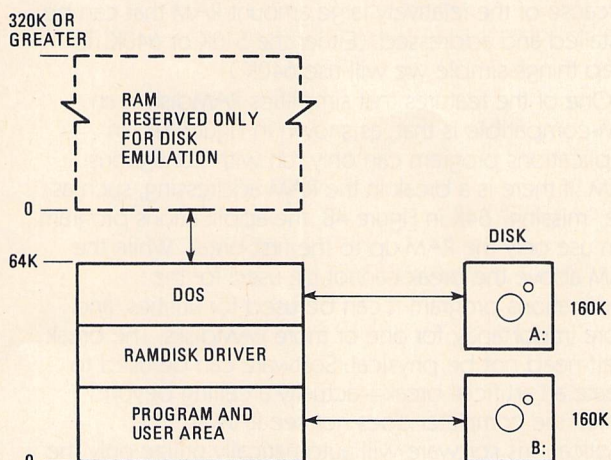 320K OR
GREATER
RAM
RESERVED ONLY
FOR DISK
EMULATION
0
64K
DISK
DOS
160K
A:
RAMDISK DRIVER
PROGRAM AND
USER AREA
160K
B:
0